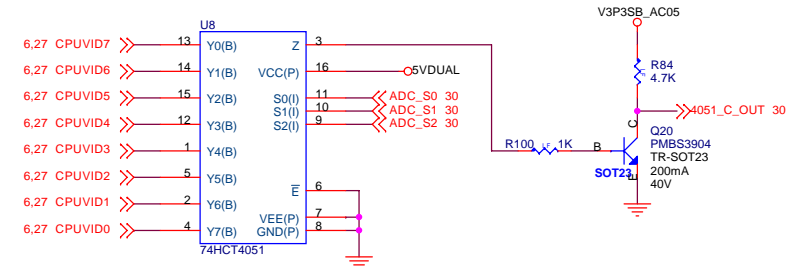 V3P3SB_AC05
U8
6,27 CPUVID7 13 Y0(B) Z 3
6,27 CPUVID6 14 Y1(B) VCC(P) 16 5VDUAL
R84
4.7K
6,27 CPUVID5 15 Y2(B) S0(I) 11 ADC_S0 30
S1(I) 10 ADC_S1 30
6,27 CPUVID4 12 Y3(B) S2(I) 9 ADC_S2 30
C 4051_C_OUT 30
6,27 CPUVID3 1 Y4(B)
R100 1K B
Q20
PMBS3904
TR-SOT23
200mA
40V
SOT23 E
6,27 CPUVID2 5 Y5(B)
E 6
6,27 CPUVID1 2 Y6(B)
VEE(P) 7
6,27 CPUVID0 4 Y7(B) GND(P) 8
74HCT4051